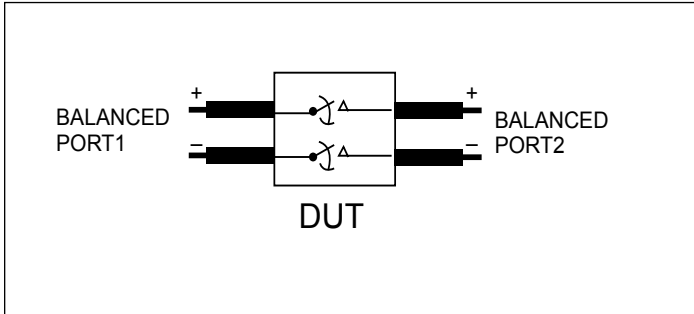 +
+
BALANCED
PORT1
BALANCED
PORT2
–
–
DUT